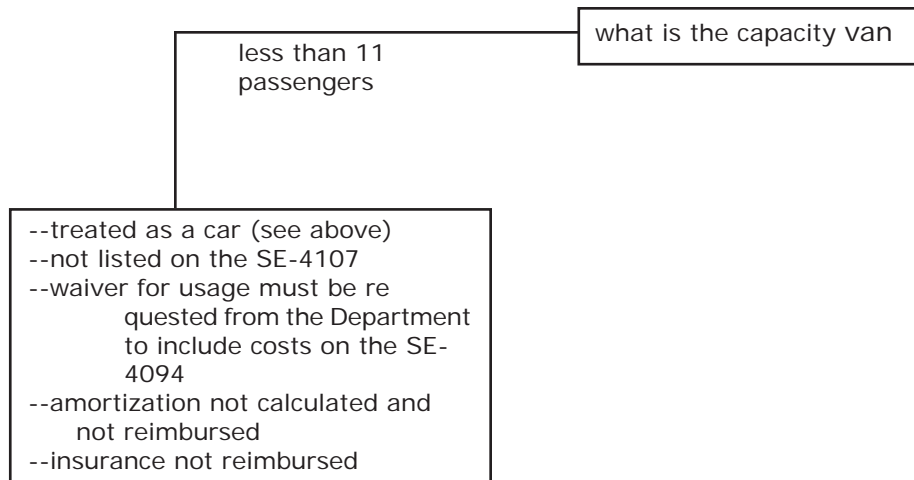 what is the capacity van
less than 11
passengers
--treated as a car (see above)
--not listed on the SE-4107
--waiver for usage must be re
quested from the Department
to include costs on the SE-
4094
--amortization not calculated and
not reimbursed
--insurance not reimbursed